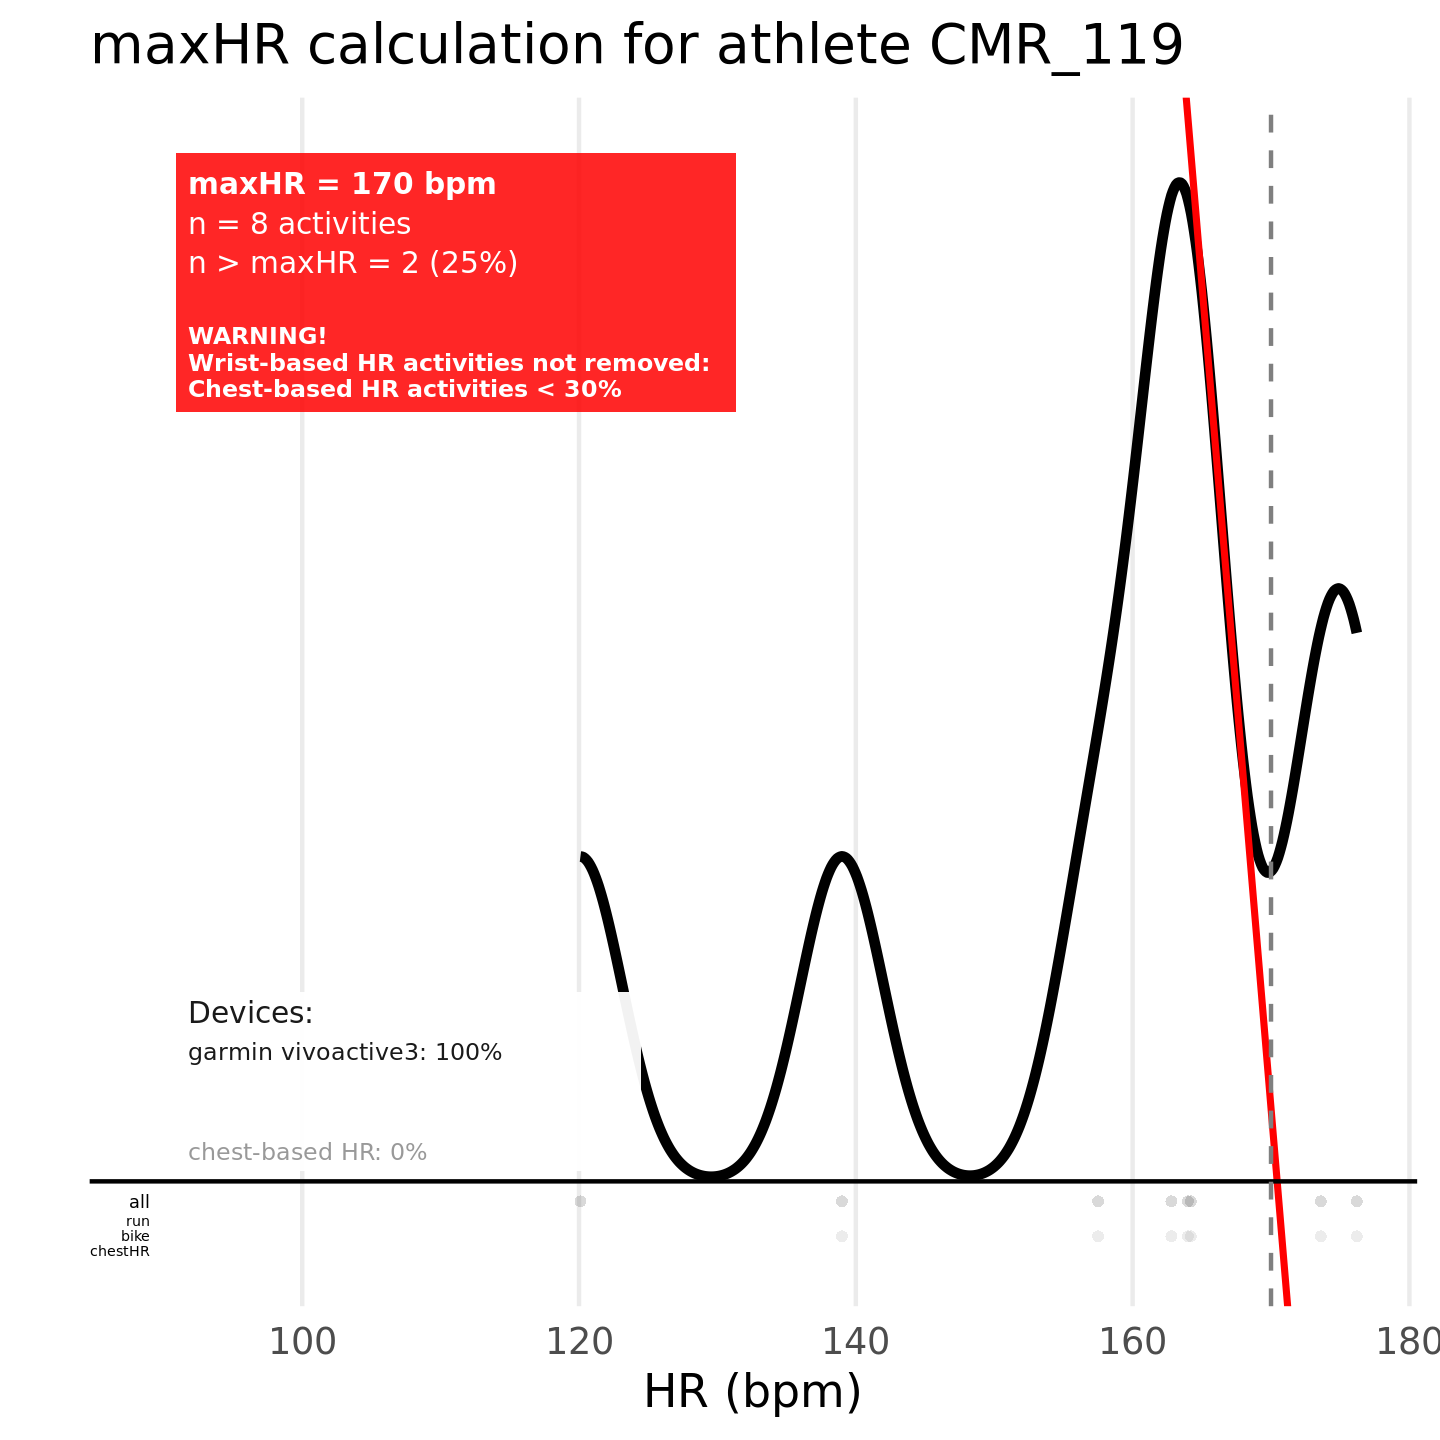 maxHR calculation for athlete CMR_119
maxHR = 170 bpm
n = 8 activities
n > maxHR = 2 (25%)
WARNING!
Wrist-based HR activities not removed:
Chest-based HR activities < 30%
Devices:
garmin vivoactive3: 100%
chest-based HR: 0%
all
run
bike
chestHR
100 120 140 160 180
HR (bpm)